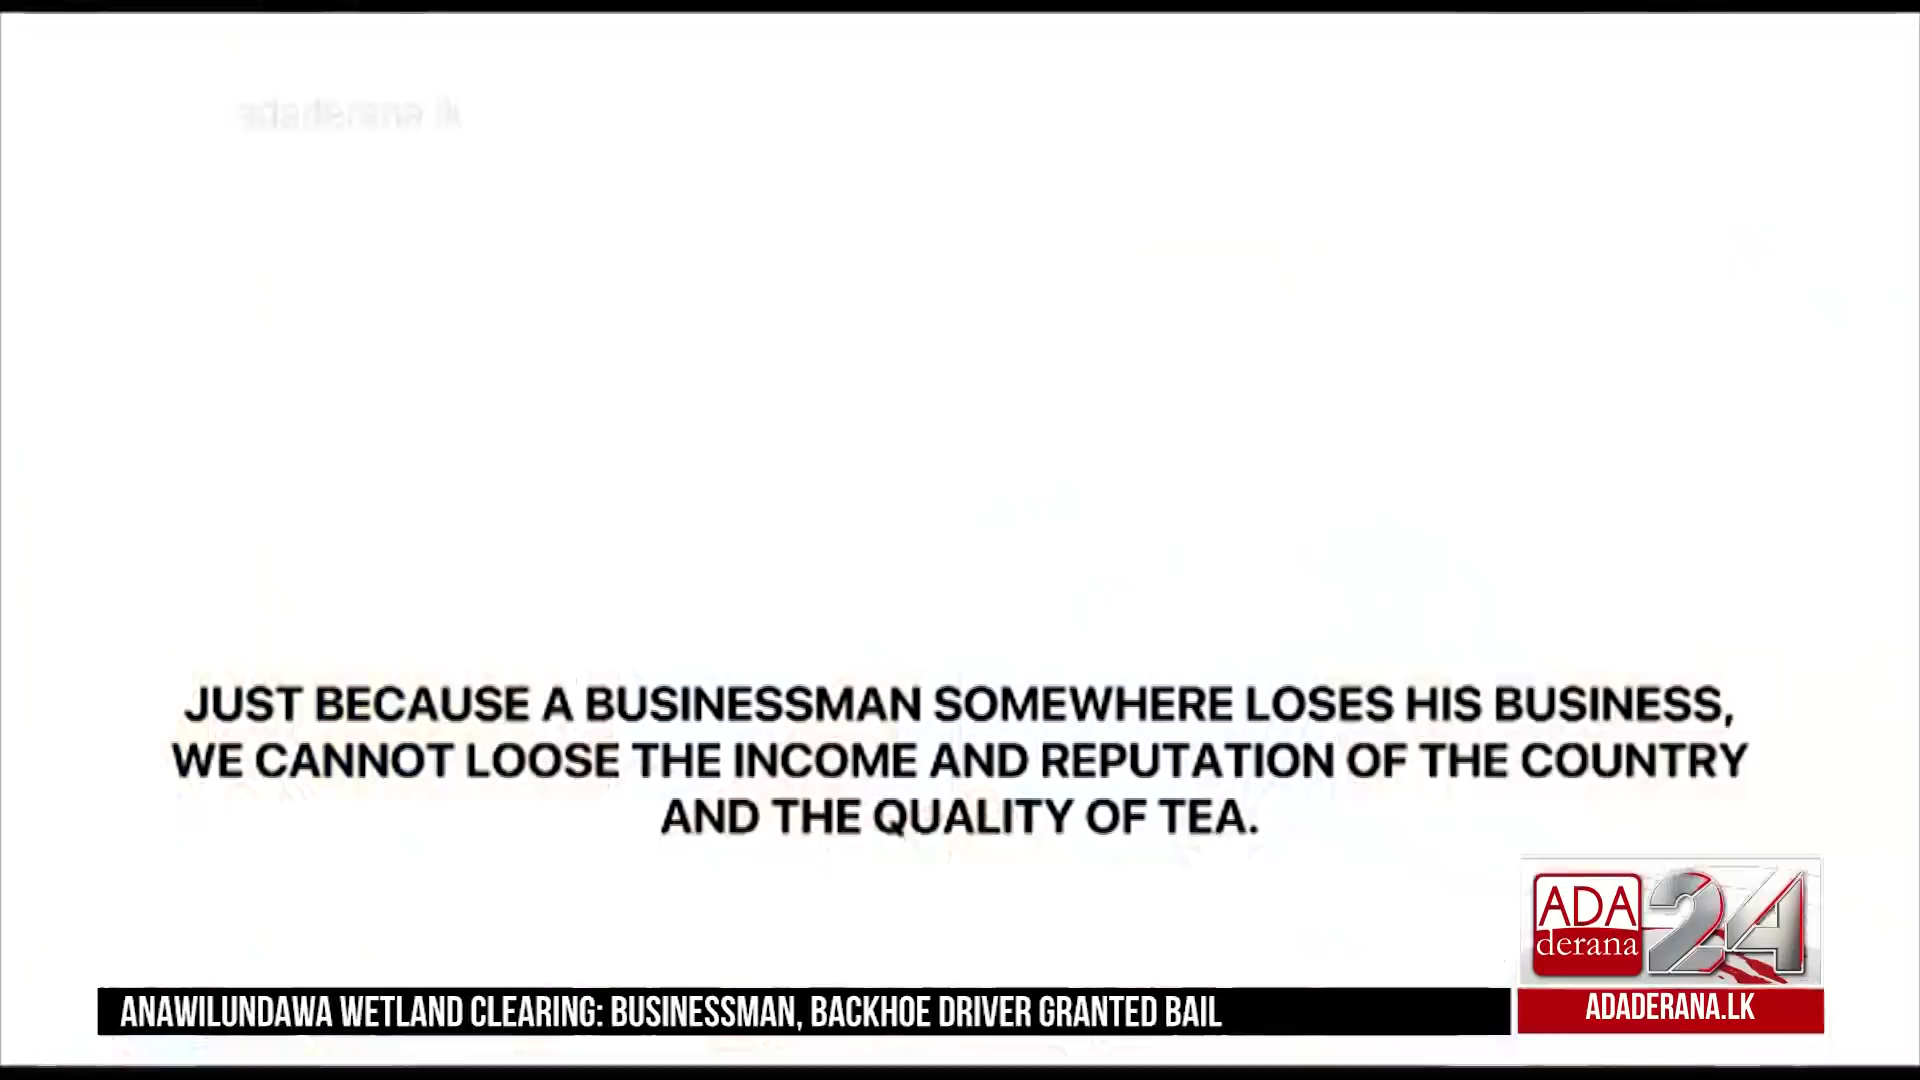 adaderana.lk
JUST BECAUSE A BUSINESSMAN SOMEWHERE LOSES HIS BUSINESS,
WE CANNOT LOOSE THE INCOME AND REPUTATION OF THE COUNTRY
AND THE QUALITY OF TEA.
ADA
derana
24
ANAWILUNDAWA WETLAND CLEARING: BUSINESSMAN, BACKHOE DRIVER GRANTED BAIL
ADADERANA.LK